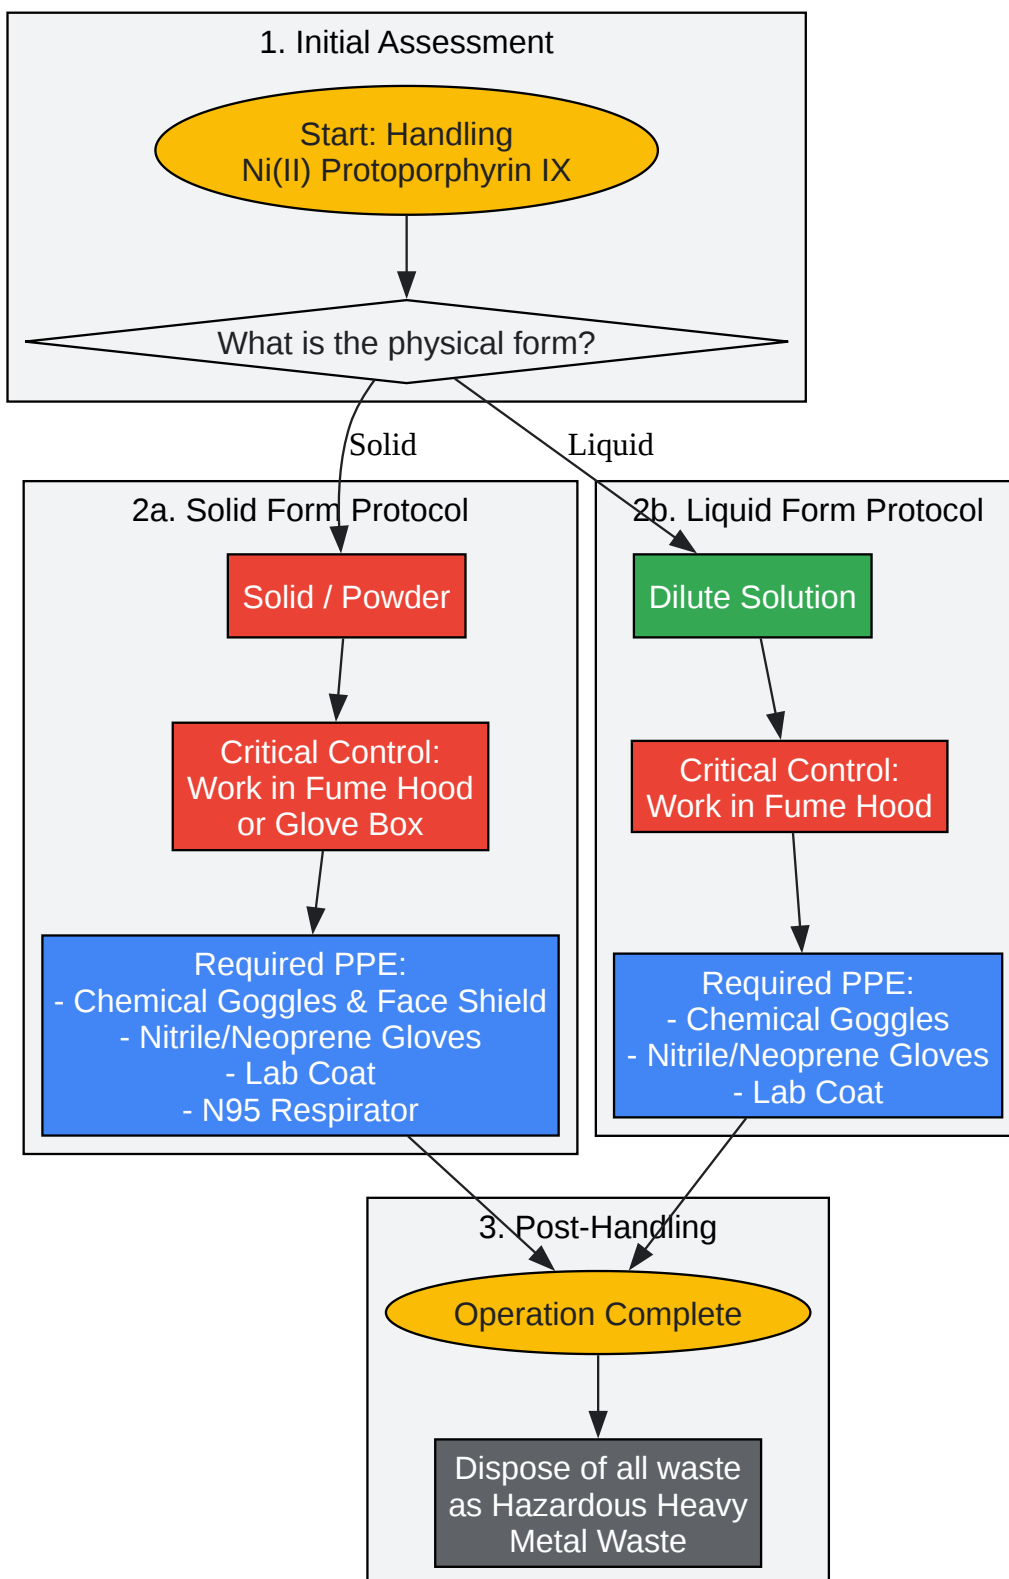 1. Initial Assessment
Start: Handling
Ni(II) Protoporphyrin IX
What is the physical form?
Solid
Liquid
2a. Solid Form Protocol
Solid / Powder
Critical Control:
Work in Fume Hood
or Glove Box
Required PPE:
- Chemical Goggles & Face Shield
- Nitrile/Neoprene Gloves
- Lab Coat
- N95 Respirator
2b. Liquid Form Protocol
Dilute Solution
Critical Control:
Work in Fume Hood
Required PPE:
- Chemical Goggles
- Nitrile/Neoprene Gloves
- Lab Coat
3. Post-Handling
Operation Complete
Dispose of all waste
as Hazardous Heavy
Metal Waste